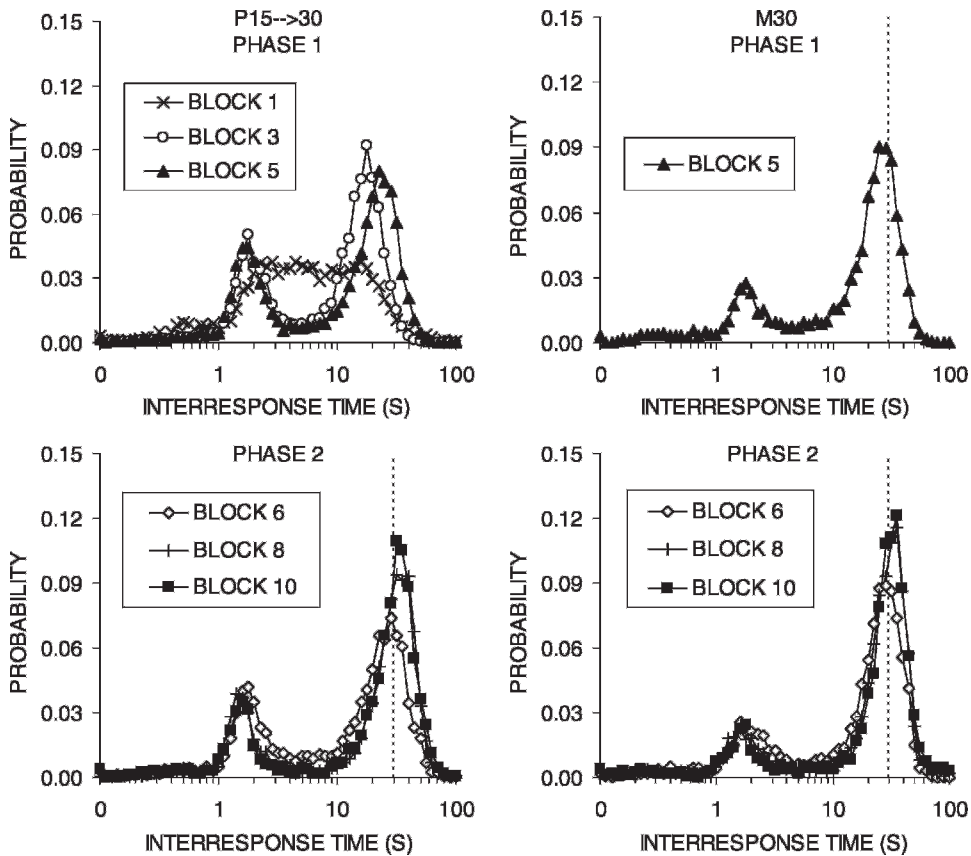 P15-->30
PHASE 1
0.15
0.12
0.09
0.06
0.03
0.00
PROBABILITY
BLOCK 1
BLOCK 3
BLOCK 5
0 1 10 100
INTERRESPONSE TIME (S)
M30
PHASE 1
0.15
0.12
0.09
0.06
0.03
0.00
PROBABILITY
BLOCK 5
0 1 10 100
INTERRESPONSE TIME (S)
PHASE 2
0.15
0.12
0.09
0.06
0.03
0.00
PROBABILITY
BLOCK 6
BLOCK 8
BLOCK 10
0 1 10 100
INTERRESPONSE TIME (S)
PHASE 2
0.15
0.12
0.09
0.06
0.03
0.00
PROBABILITY
BLOCK 6
BLOCK 8
BLOCK 10
0 1 10 100
INTERRESPONSE TIME (S)